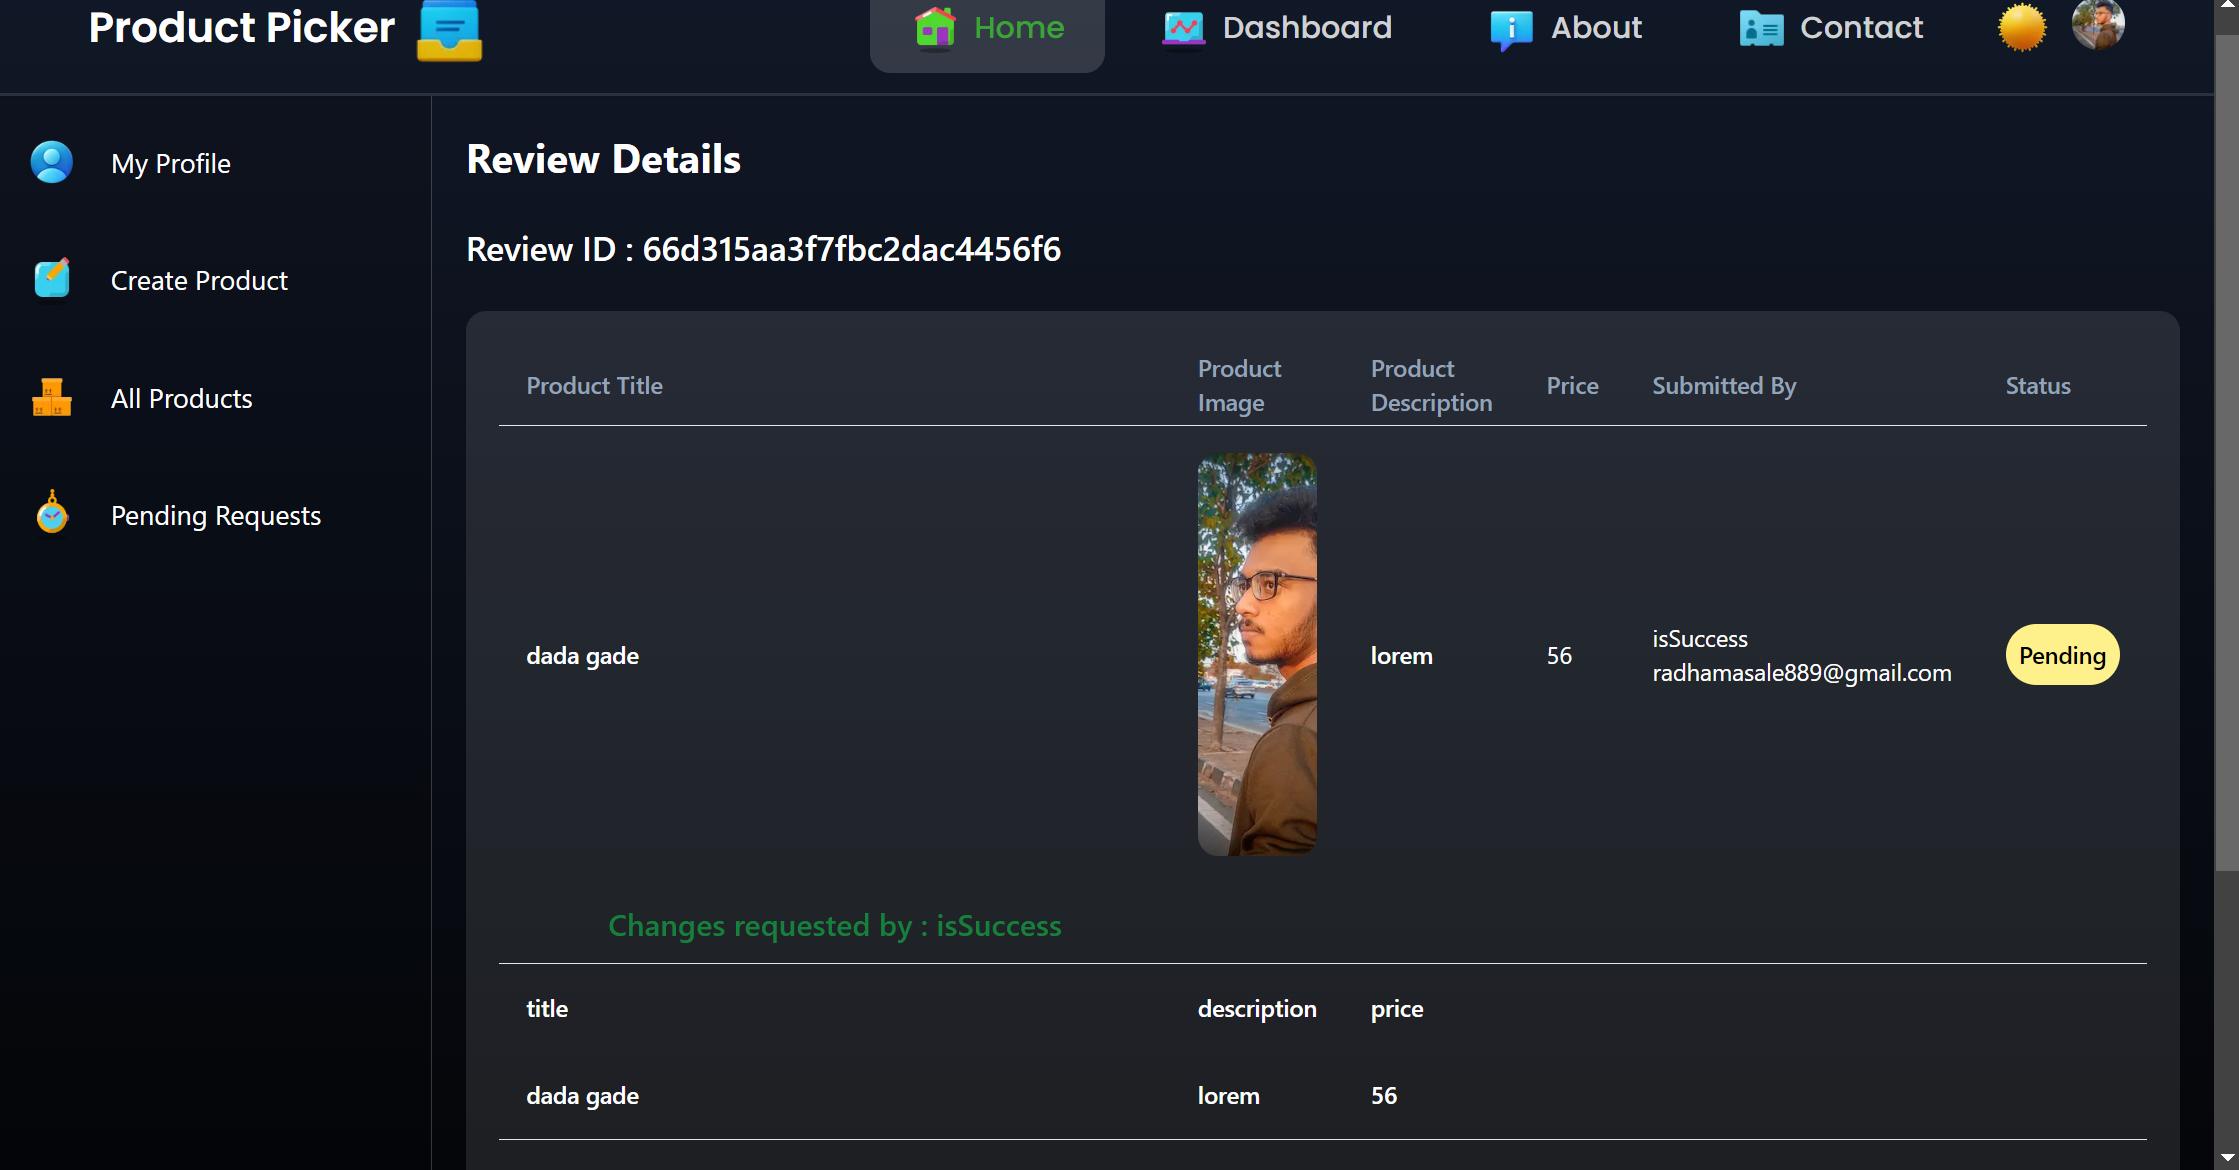 Product Picker
Home
Dashboard
About
Contact
My Profile
Create Product
All Products
Pending Requests
Review Details
Review ID : 66d315aa3f7fbc2dac4456f6
Product Title
Product
Image
Product
Description
Price
Submitted By
Status
dada gade
lorem
56
isSuccess
radhamasale889@gmail.com
Pending
Changes requested by : isSuccess
title
description
price
dada gade
lorem
56